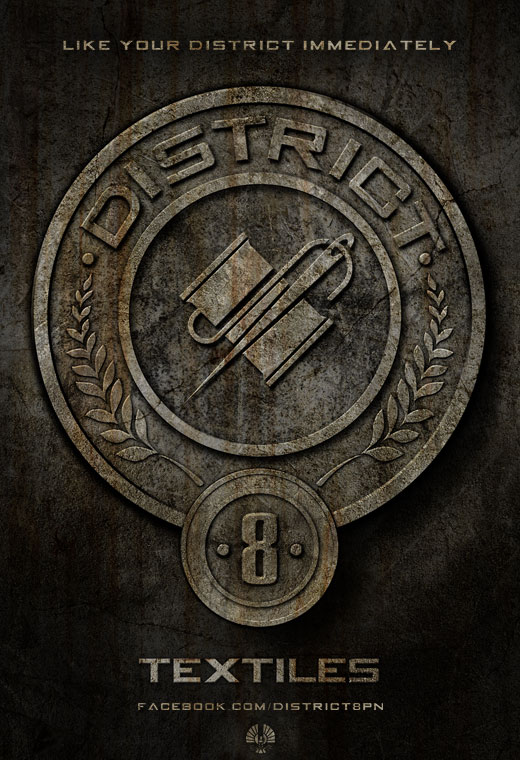 LIKE YOUR DISTRICT IMMEDIATELY
DISTRICT
8
TEXTILES
FACEBOOK.COM/DISTRICT8PN